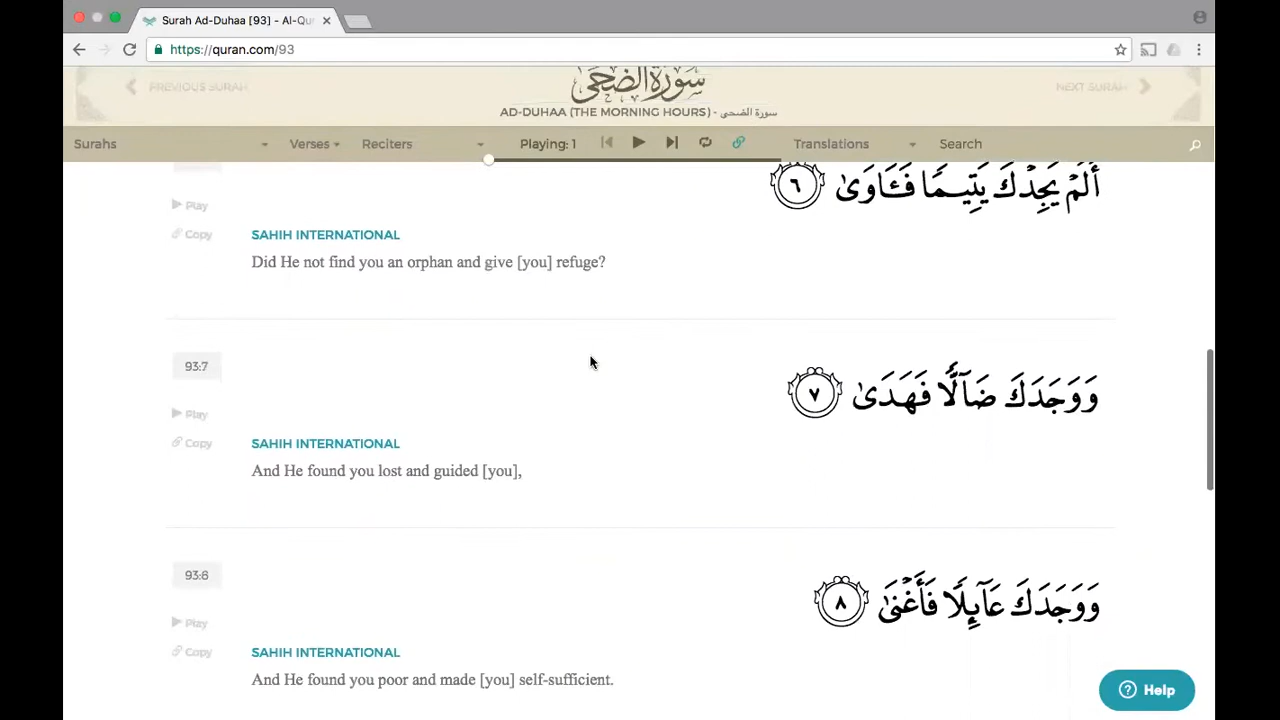 Surah Ad-Duhaa [93] - Al-Qu
https://quran.com/93
PREVIOUS SURAH
سورة الضحى
NEXT SURAH
AD-DUHAA (THE MORNING HOURS) - سورة الضحى
Surahs Verses Reciters Playing: 1 Translations Search
أَلَمْ يَجِدْكَ يَتِيمًا فَـَٔاوَىٰ ٦
Play
Copy
SAHIH INTERNATIONAL
Did He not find you an orphan and give [you] refuge?
93:7
وَوَجَدَكَ ضَآلًّا فَهَدَىٰ ٧
Play
Copy
SAHIH INTERNATIONAL
And He found you lost and guided [you],
93:8
وَوَجَدَكَ عَآئِلًا فَأَغْنَىٰ ٨
Play
Copy
SAHIH INTERNATIONAL
And He found you poor and made [you] self-sufficient.
Help